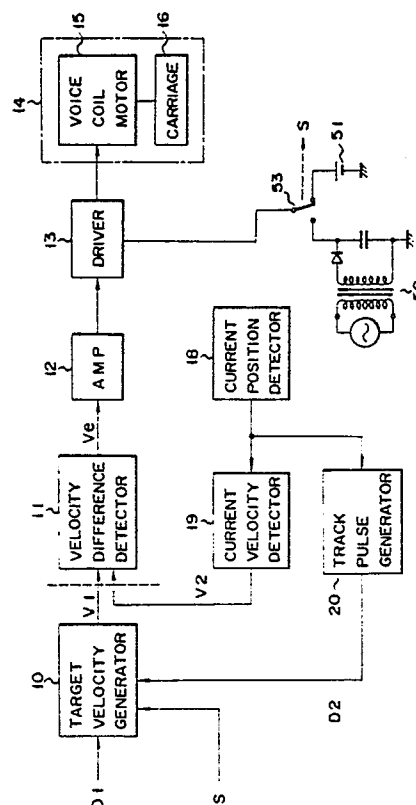 14
15
VOICE
COIL
MOTOR
16
CARRIAGE
13
DRIVER
12
AMP
Ve
11
VELOCITY
DIFFERENCE
DETECTOR
V1
V2
10
TARGET
VELOCITY
GENERATOR
D1
S
18
CURRENT
POSITION
DETECTOR
19
CURRENT
VELOCITY
DETECTOR
20
TRACK
PULSE
GENERATOR
D2
53
S
51